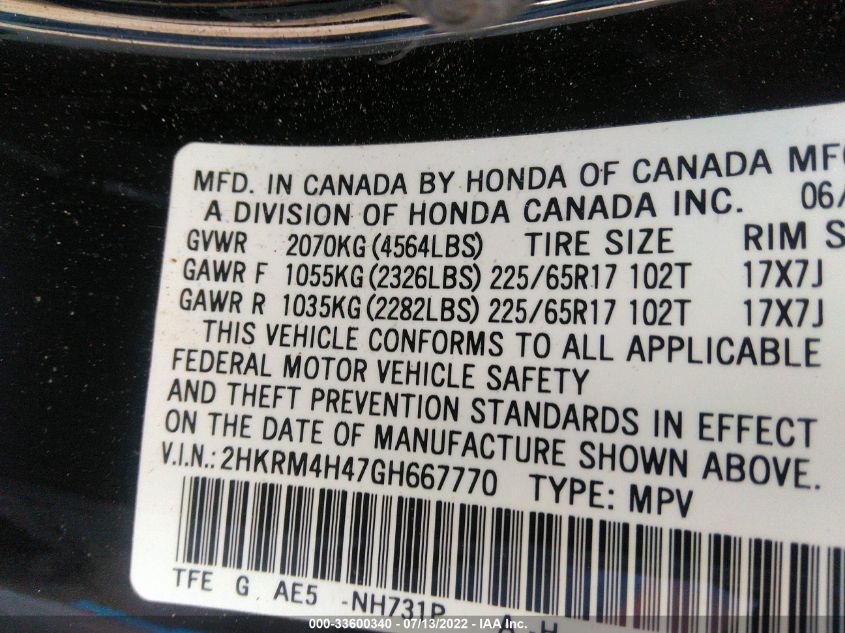 MFD. IN CANADA BY HONDA OF CANADA
A DIVISION OF HONDA CANADA INC. 06/
GVWR 2070KG (4564LBS) TIRE SIZE RIM
GAWR F 1055KG (2326LBS) 225/65R17 102T 17X7J
GAWR R 1035KG (2282LBS) 225/65R17 102T 17X7J
THIS VEHICLE CONFORMS TO ALL APPLICABLE
FEDERAL MOTOR VEHICLE SAFETY
AND THEFT PREVENTION STANDARDS IN EFFECT
ON THE DATE OF MANUFACTURE SHOWN ABOVE.
V.I.N.: 2HKRM4H47GH667770 TYPE: MPV
TFE G AE5 -NH731P
000-33600340 / 07/13/2022 - IAA Inc.